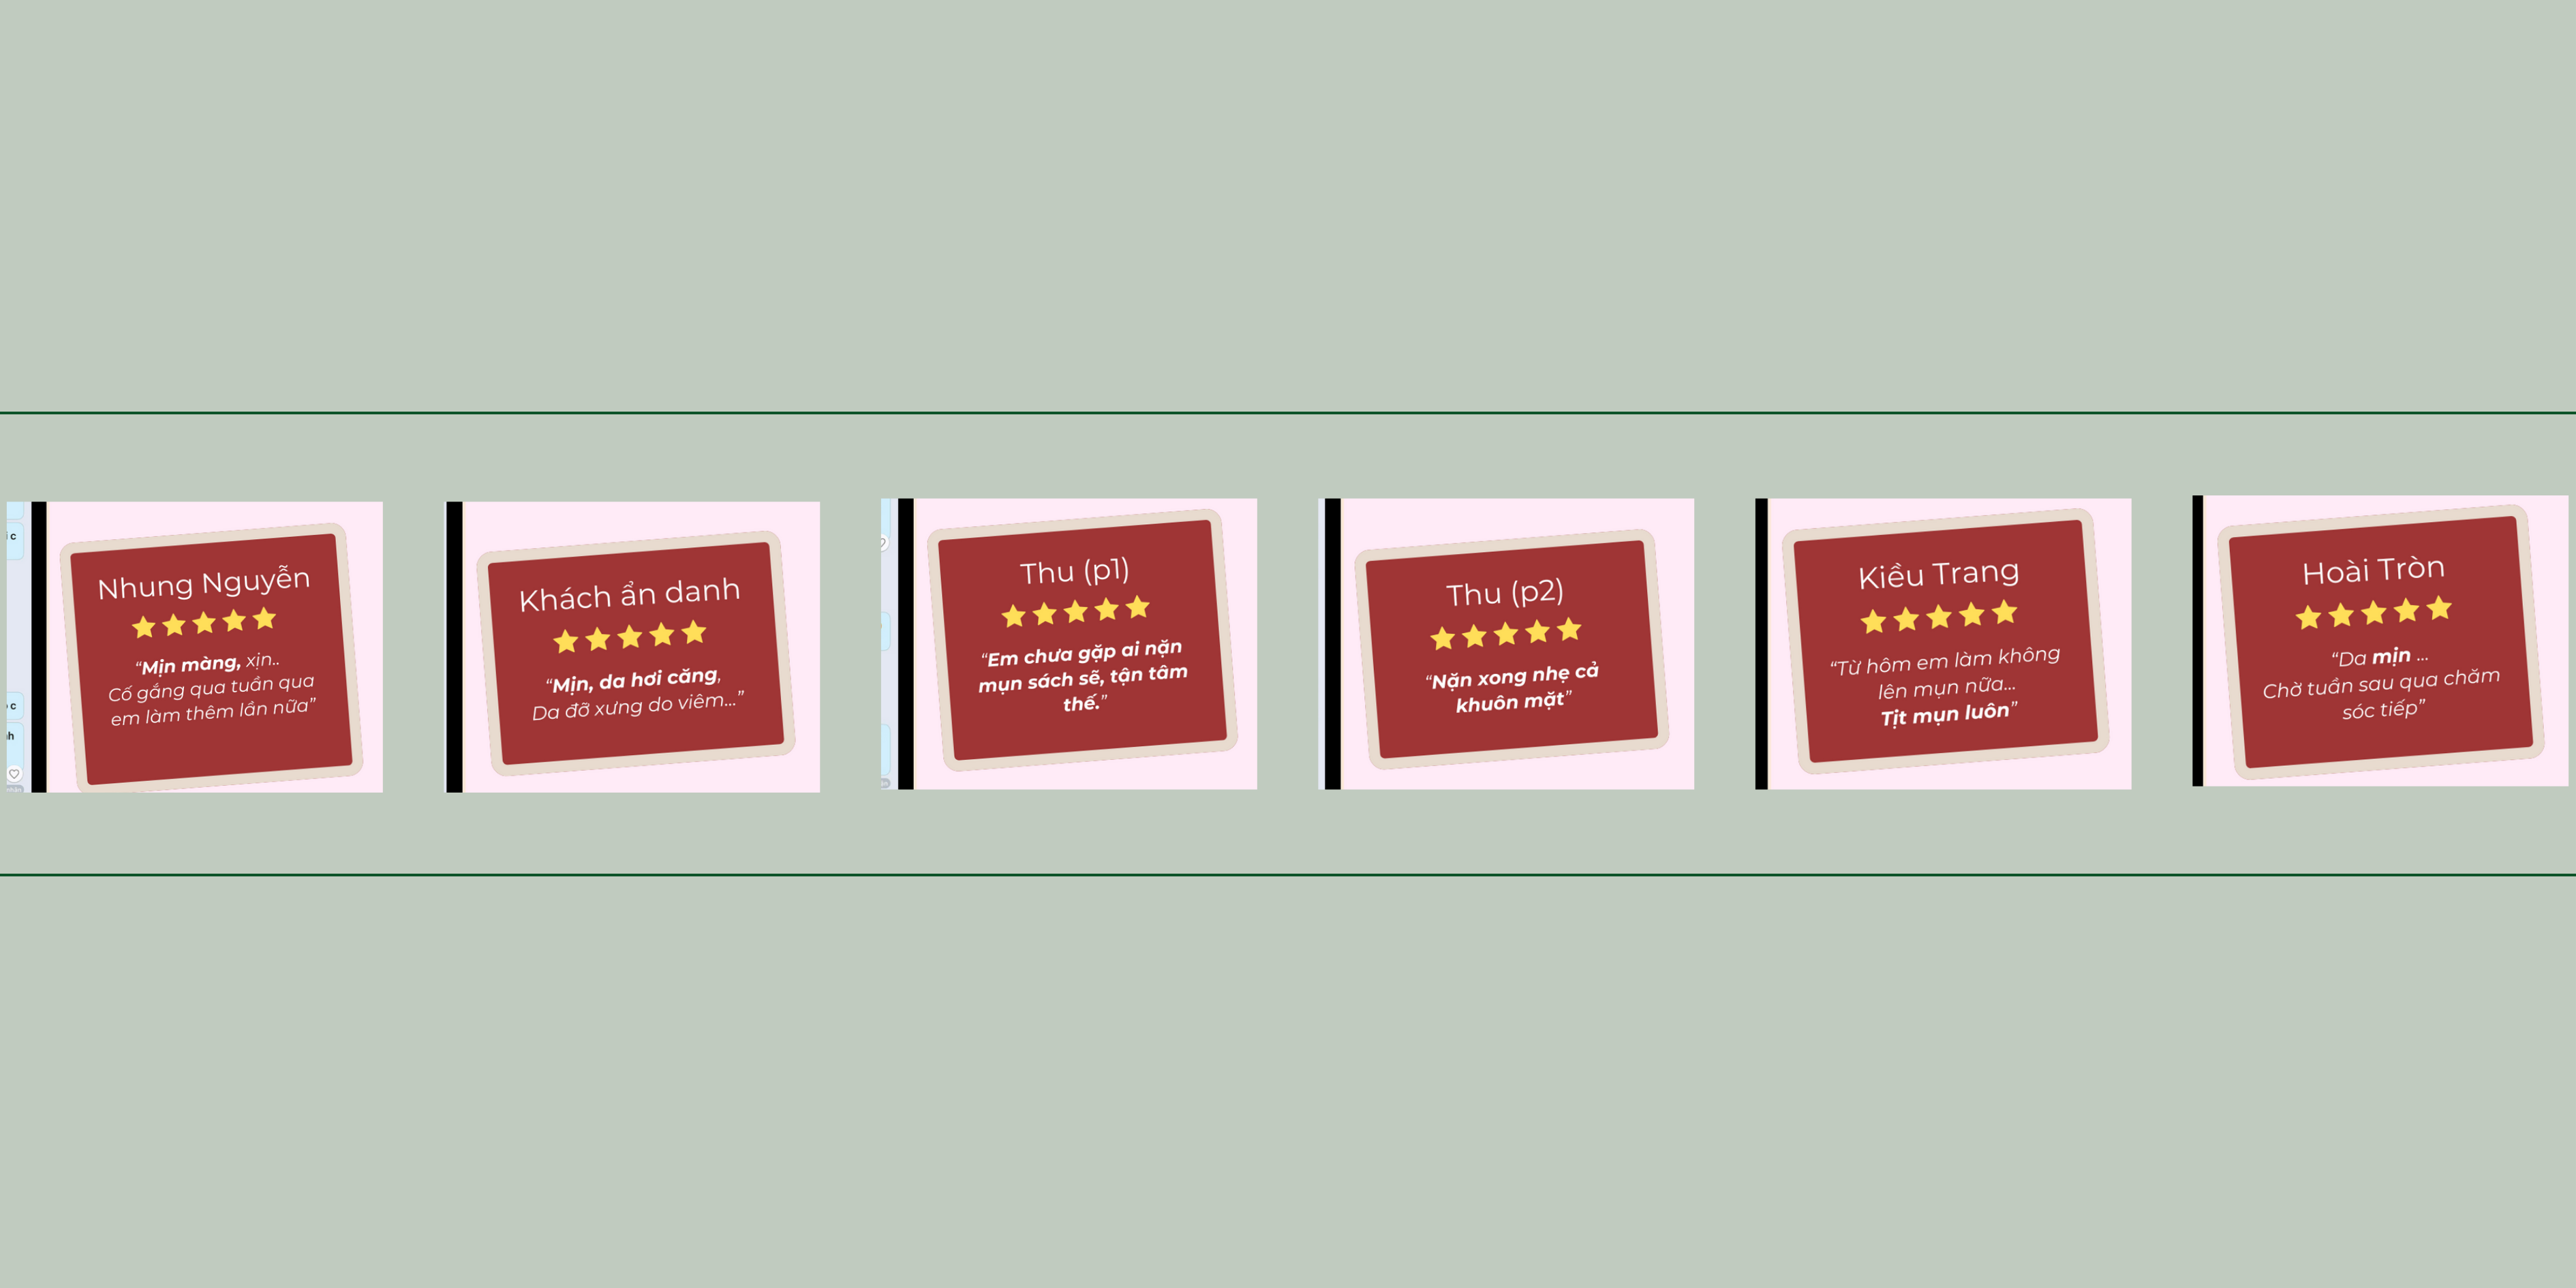 Nhung Nguyễn
“Mịn màng, xịn..
Cố gắng qua tuần qua
em làm thêm lần nữa”
Khách ẩn danh
“Mịn, da hơi căng,
Da đỡ xưng do viêm...”
Thu (p1)
“Em chưa gặp ai nặn
mụn sách sẽ, tận tâm
thế.”
Thu (p2)
“Nặn xong nhẹ cả
khuôn mặt”
Kiều Trang
“Từ hôm em làm không
lên mụn nữa...
Tịt mụn luôn”
Hoài Tròn
“Da mịn ...
Chờ tuần sau qua chăm
sóc tiếp”